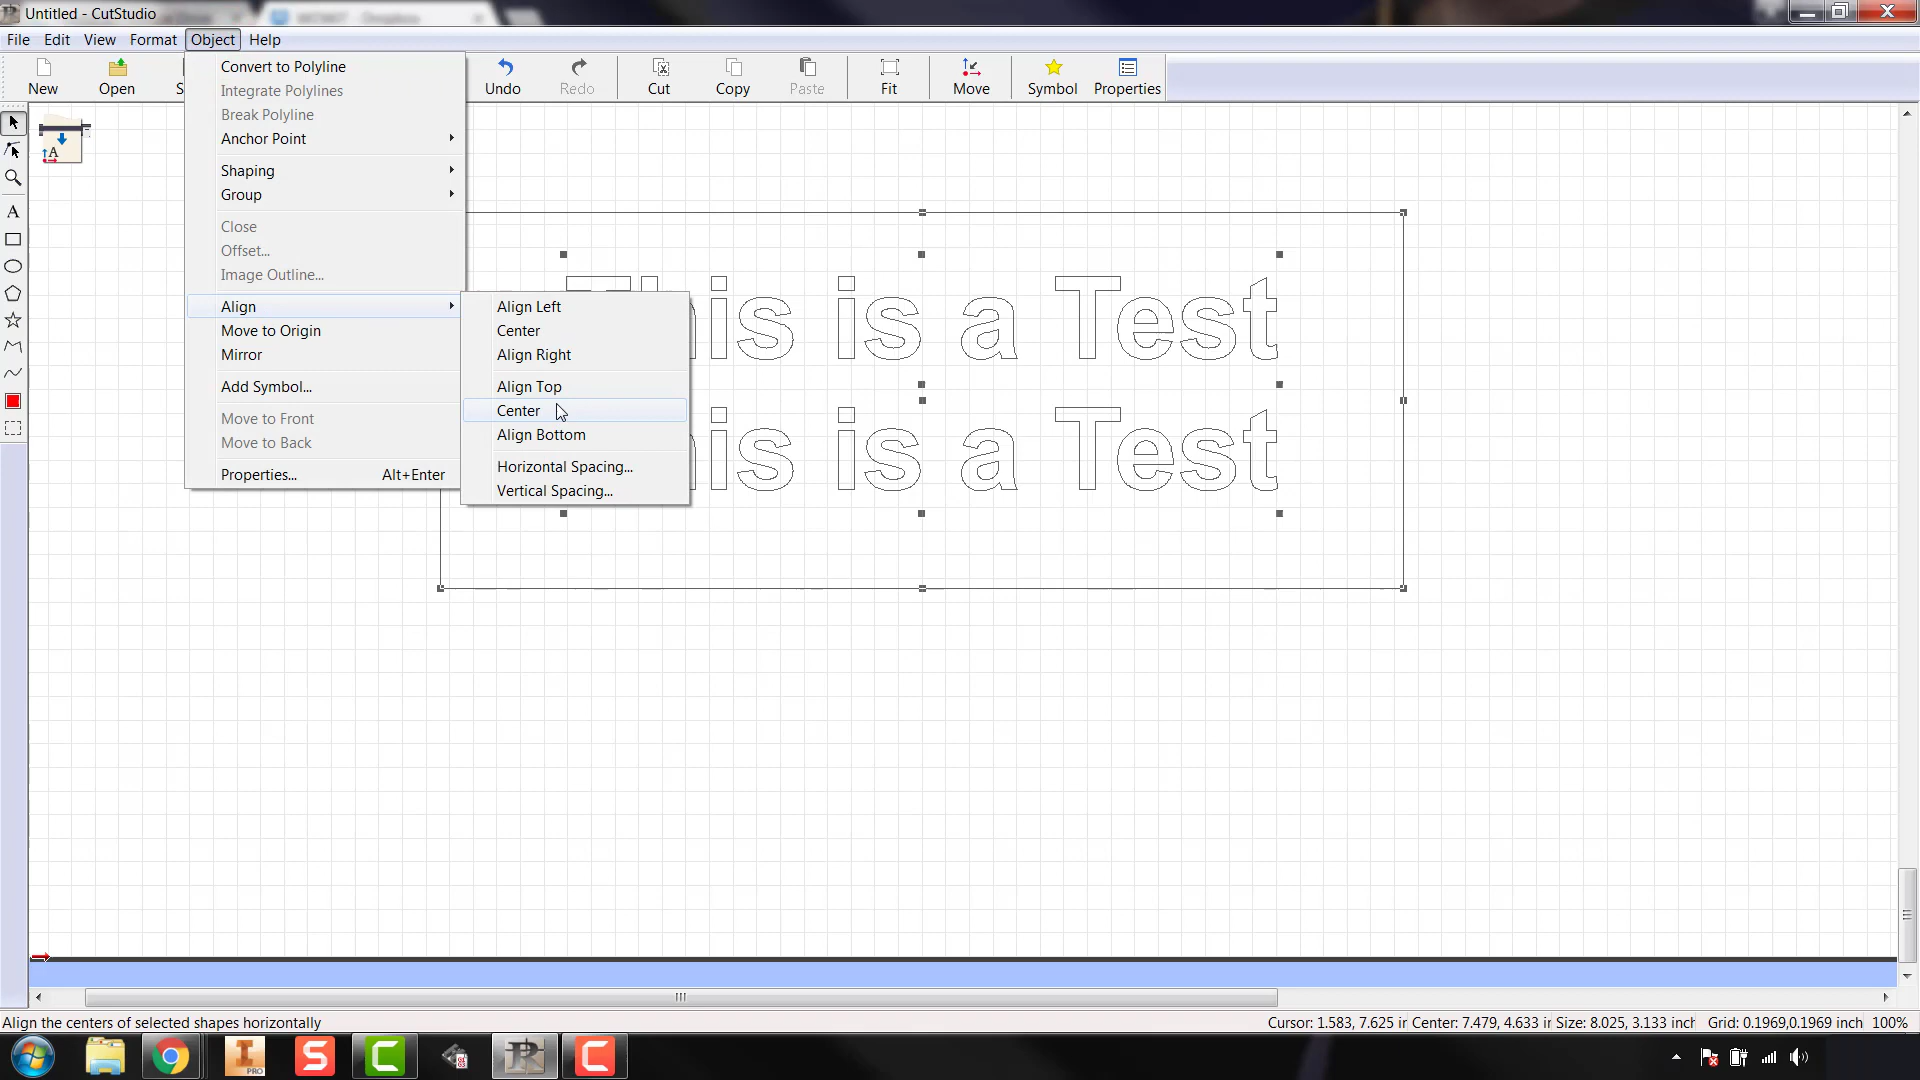 Untitled - CutStudio
File Edit View Format Object Help
New Open S Undo Redo Cut Copy Paste Fit Move Symbol Properties
Convert to Polyline
Integrate Polylines
Break Polyline
Anchor Point
Shaping
Group
Close
Offset...
Image Outline...
Align
Move to Origin
Mirror
Add Symbol...
Move to Front
Move to Back
Properties... Alt+Enter
Align Left
Center
Align Right
Align Top
Center
Align Bottom
Horizontal Spacing...
Vertical Spacing...
This is a Test
his is a Test
A
A
Align the centers of selected shapes horizontally
Cursor: 1.583, 7.625 ir Center: 7.479, 4.633 ir Size: 8.025, 3.133 inch Grid: 0.1969,0.1969 inch 100%
I PRO S C R C